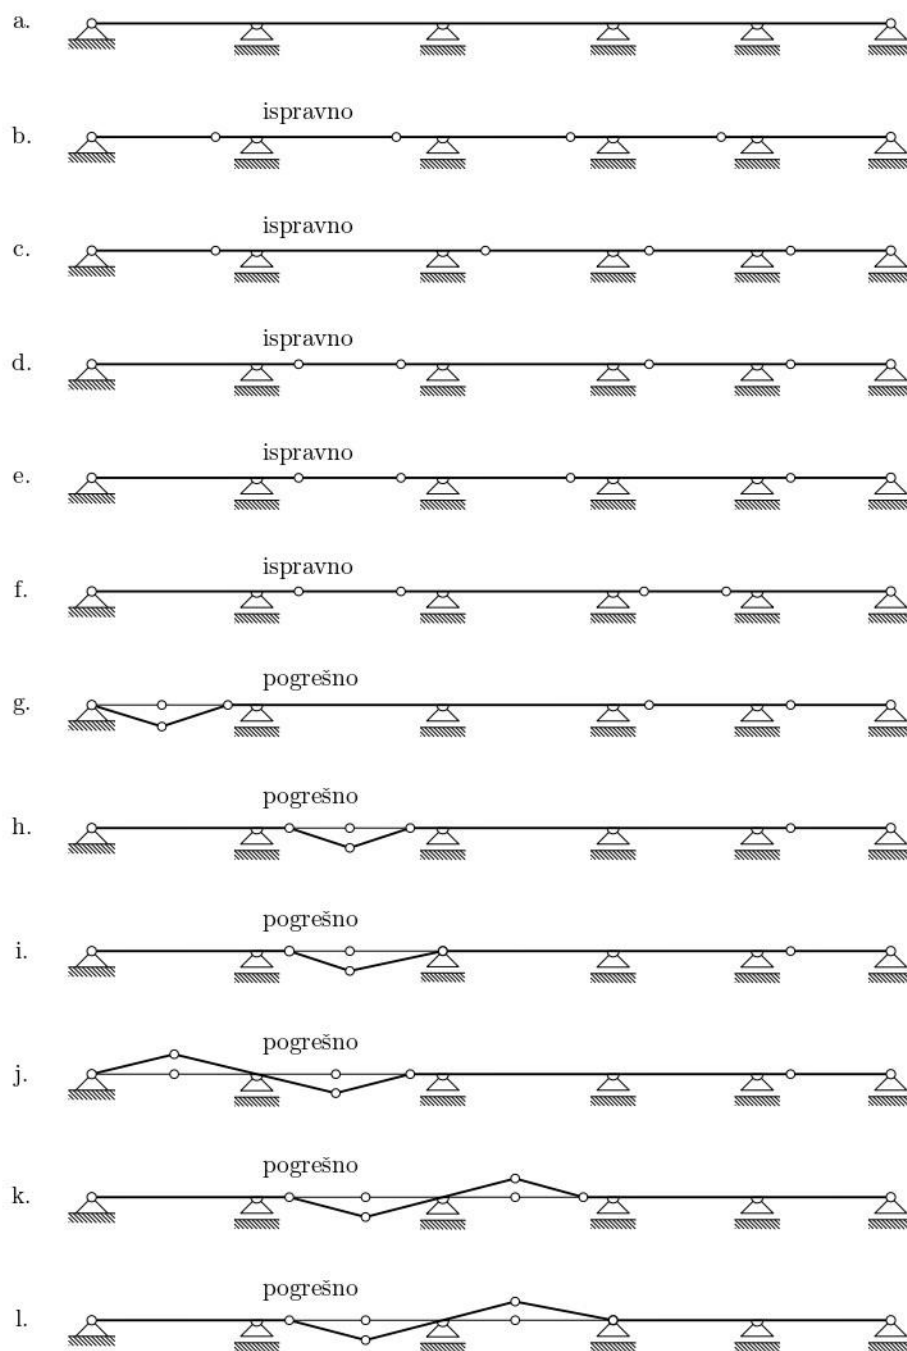 a.
ispravno
b.
ispravno
c.
ispravno
d.
ispravno
e.
ispravno
f.
pogrešno
g.
pogrešno
h.
pogrešno
i.
pogrešno
j.
pogrešno
k.
pogrešno
l.